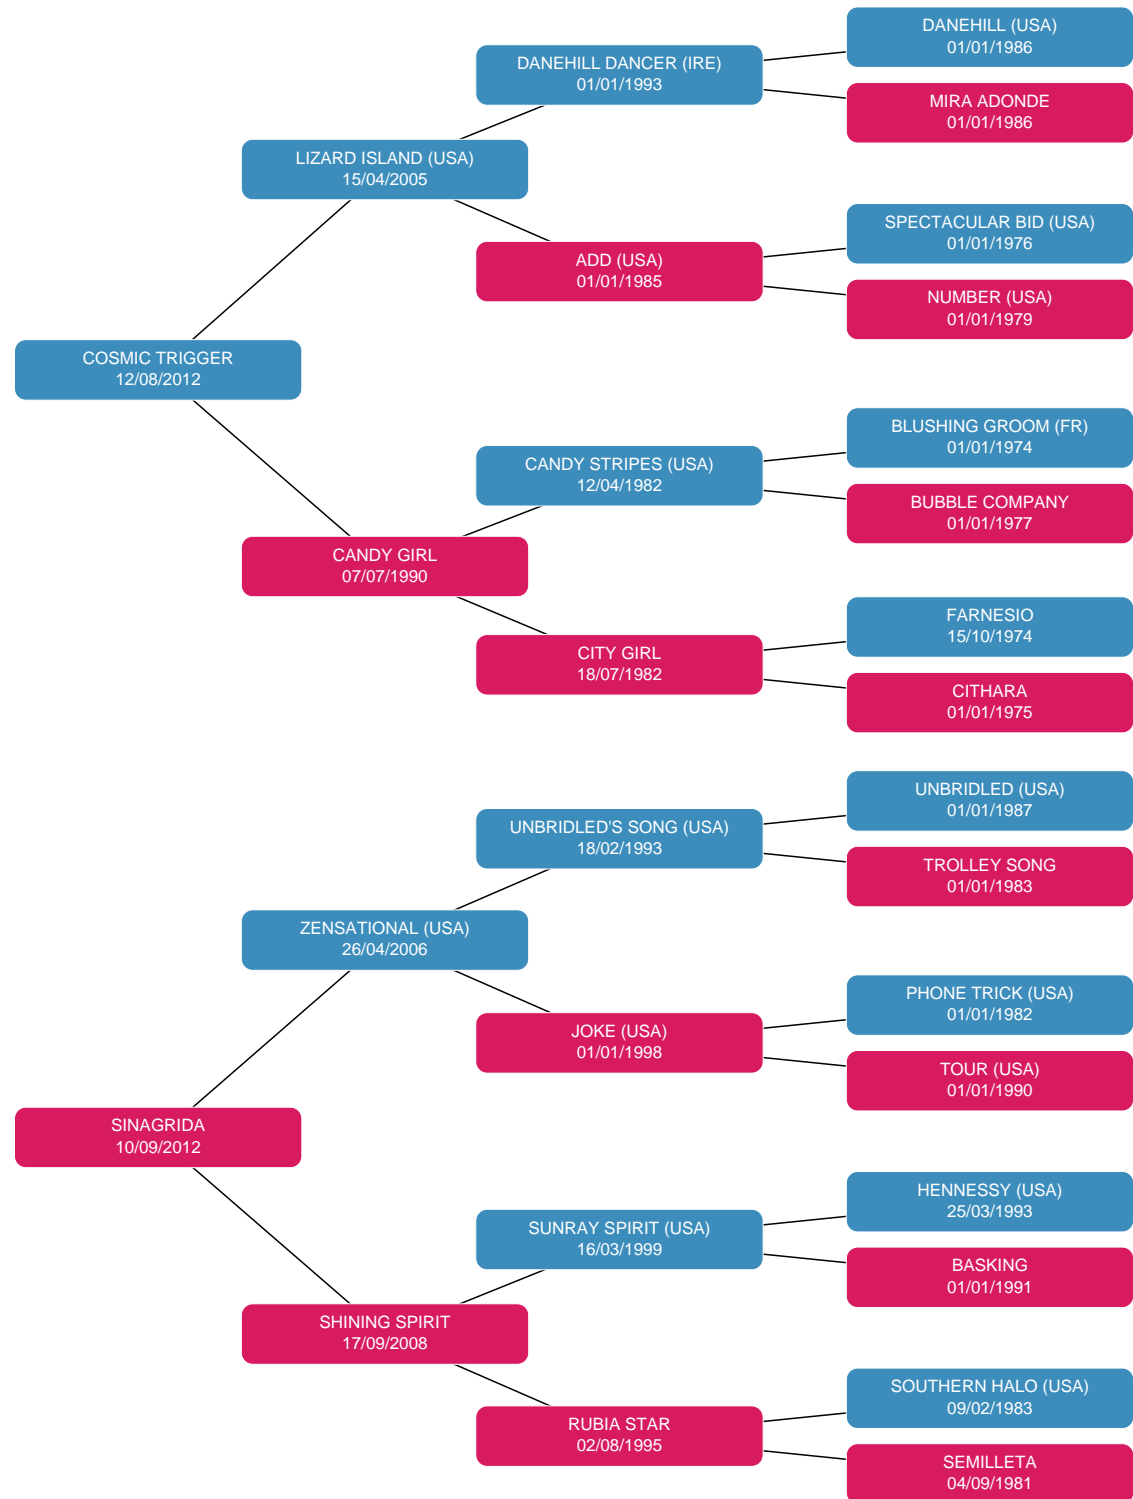 DANEHILL (USA)
01/01/1986
DANEHILL DANCER (IRE)
01/01/1993
MIRA ADONDE
01/01/1986
LIZARD ISLAND (USA)
15/04/2005
SPECTACULAR BID (USA)
01/01/1976
ADD (USA)
01/01/1985
NUMBER (USA)
01/01/1979
COSMIC TRIGGER
12/08/2012
BLUSHING GROOM (FR)
01/01/1974
CANDY STRIPES (USA)
12/04/1982
BUBBLE COMPANY
01/01/1977
CANDY GIRL
07/07/1990
FARNESIO
15/10/1974
CITY GIRL
18/07/1982
CITHARA
01/01/1975
UNBRIDLED (USA)
01/01/1987
UNBRIDLED'S SONG (USA)
18/02/1993
TROLLEY SONG
01/01/1983
ZENSATIONAL (USA)
26/04/2006
PHONE TRICK (USA)
01/01/1982
JOKE (USA)
01/01/1998
TOUR (USA)
01/01/1990
SINAGRIDA
10/09/2012
HENNESSY (USA)
25/03/1993
SUNRAY SPIRIT (USA)
16/03/1999
BASKING
01/01/1991
SHINING SPIRIT
17/09/2008
SOUTHERN HALO (USA)
09/02/1983
RUBIA STAR
02/08/1995
SEMILLETA
04/09/1981